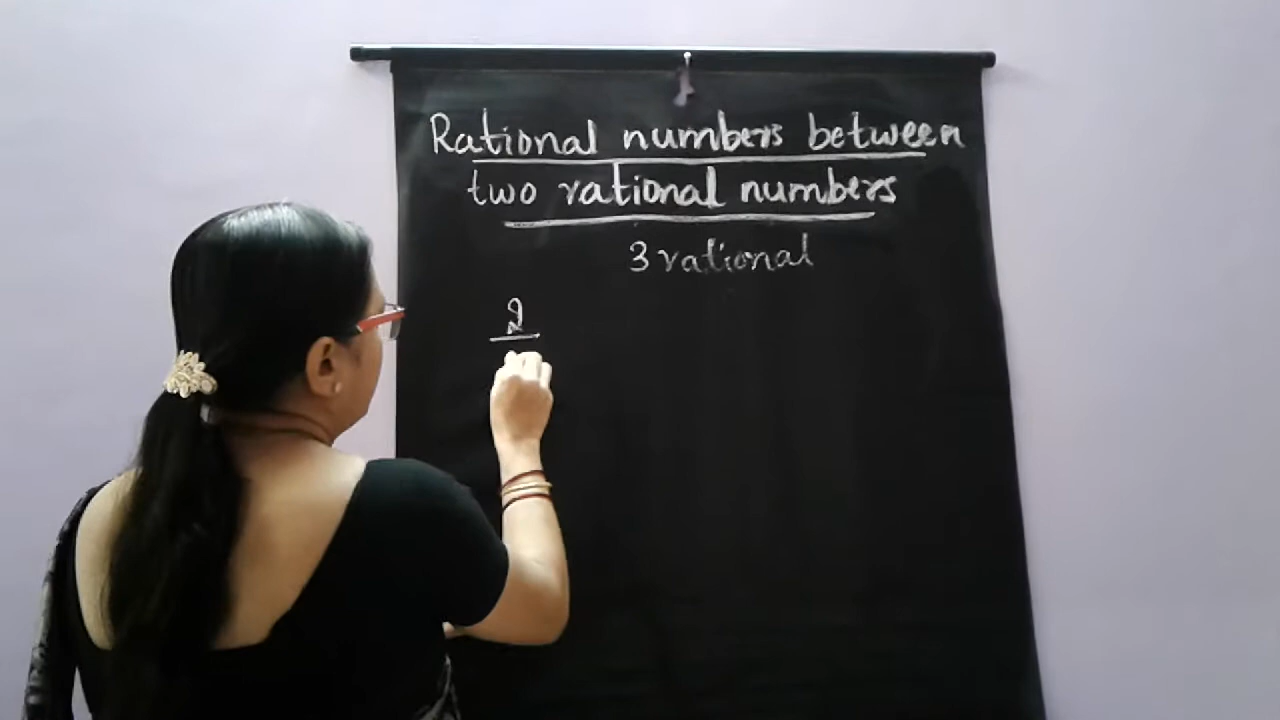 Rational numbers between
two rational numbers
3 rational
2